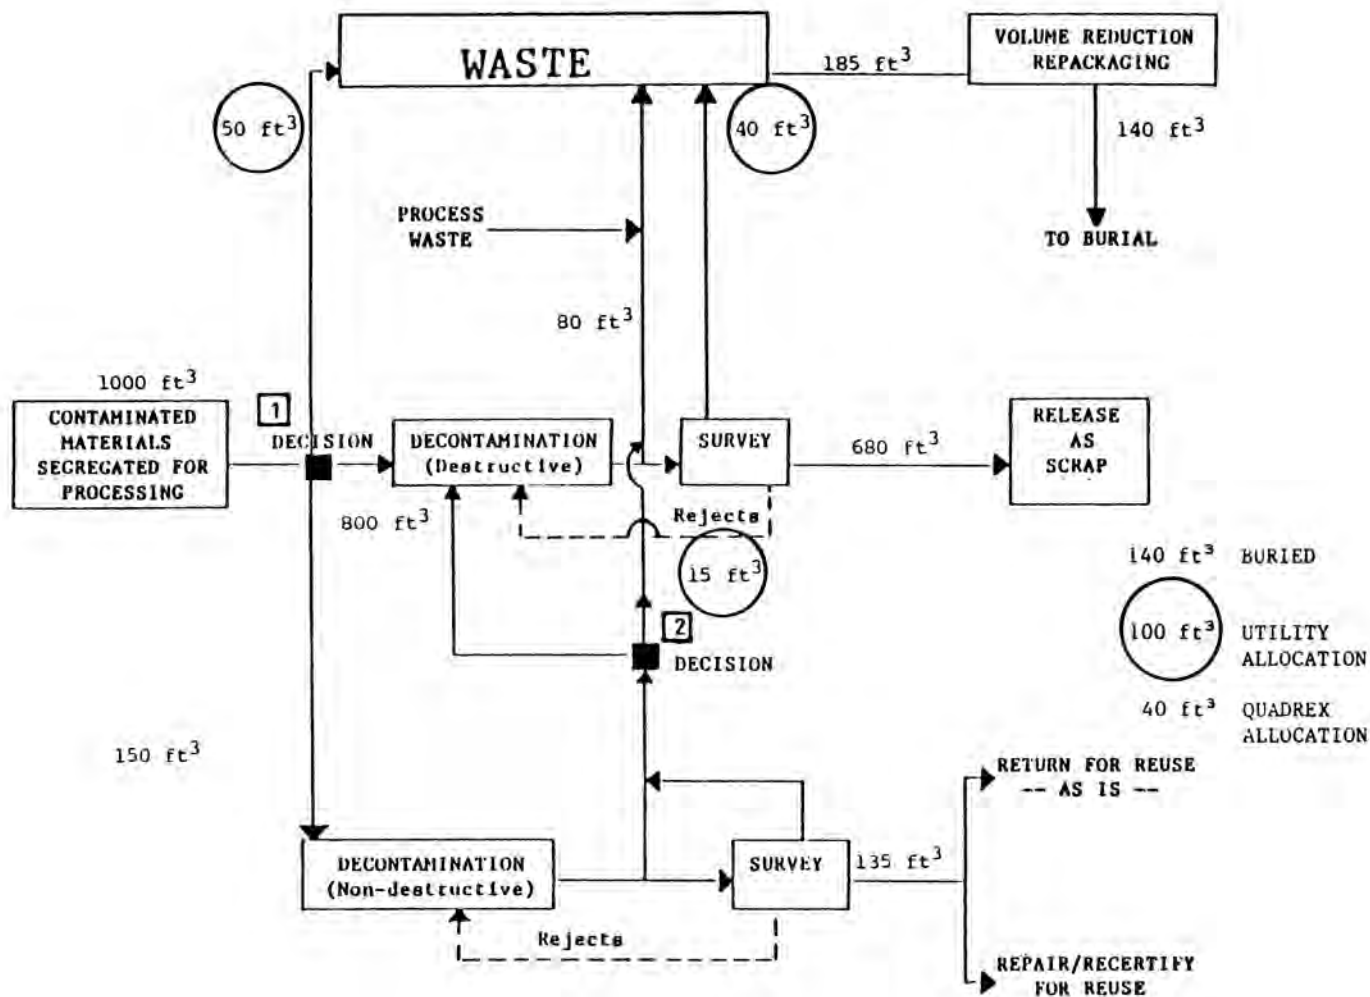 WASTE
185 ft³
VOLUME REDUCTION
REPACKAGING
50 ft³
40 ft³
140 ft³
PROCESS
WASTE
TO BURIAL
80 ft³
1000 ft³
CONTAMINATED
MATERIALS
SEGREGATED FOR
PROCESSING
1
DECISION
DECONTAMINATION
(Destructive)
SURVEY
680 ft³
RELEASE
AS
SCRAP
800 ft³
Rejects
15 ft³
140 ft³ BURIED
100 ft³ UTILITY
ALLOCATION
40 ft³ QUADREX
ALLOCATION
2
DECISION
150 ft³
RETURN FOR REUSE
-- AS IS --
DECONTAMINATION
(Non-destructive)
SURVEY
135 ft³
Rejects
REPAIR/RECERTIFY
FOR REUSE